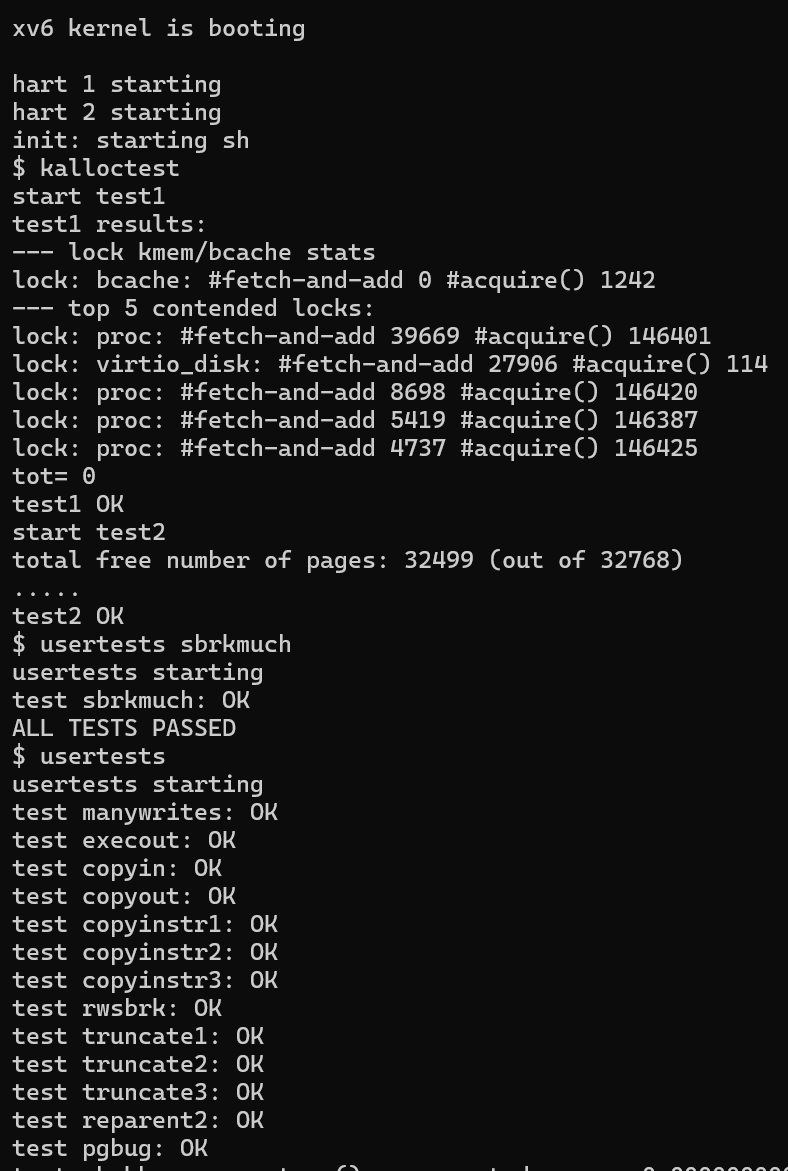 xv6 kernel is booting
hart 1 starting
hart 2 starting
init: starting sh
$ kalloctest
start test1
test1 results:
--- lock kmem/bcache stats
lock: bcache: #fetch-and-add 0 #acquire() 1242
--- top 5 contended locks:
lock: proc: #fetch-and-add 39669 #acquire() 146401
lock: virtio_disk: #fetch-and-add 27906 #acquire() 114
lock: proc: #fetch-and-add 8698 #acquire() 146420
lock: proc: #fetch-and-add 5419 #acquire() 146387
lock: proc: #fetch-and-add 4737 #acquire() 146425
tot= 0
test1 OK
start test2
total free number of pages: 32499 (out of 32768)
.....
test2 OK
$ usertests sbrkmuch
usertests starting
test sbrkmuch: OK
ALL TESTS PASSED
$ usertests
usertests starting
test manywrites: OK
test execout: OK
test copyin: OK
test copyout: OK
test copyinstr1: OK
test copyinstr2: OK
test copyinstr3: OK
test rwsbrk: OK
test truncate1: OK
test truncate2: OK
test truncate3: OK
test reparent2: OK
test pgbug: OK